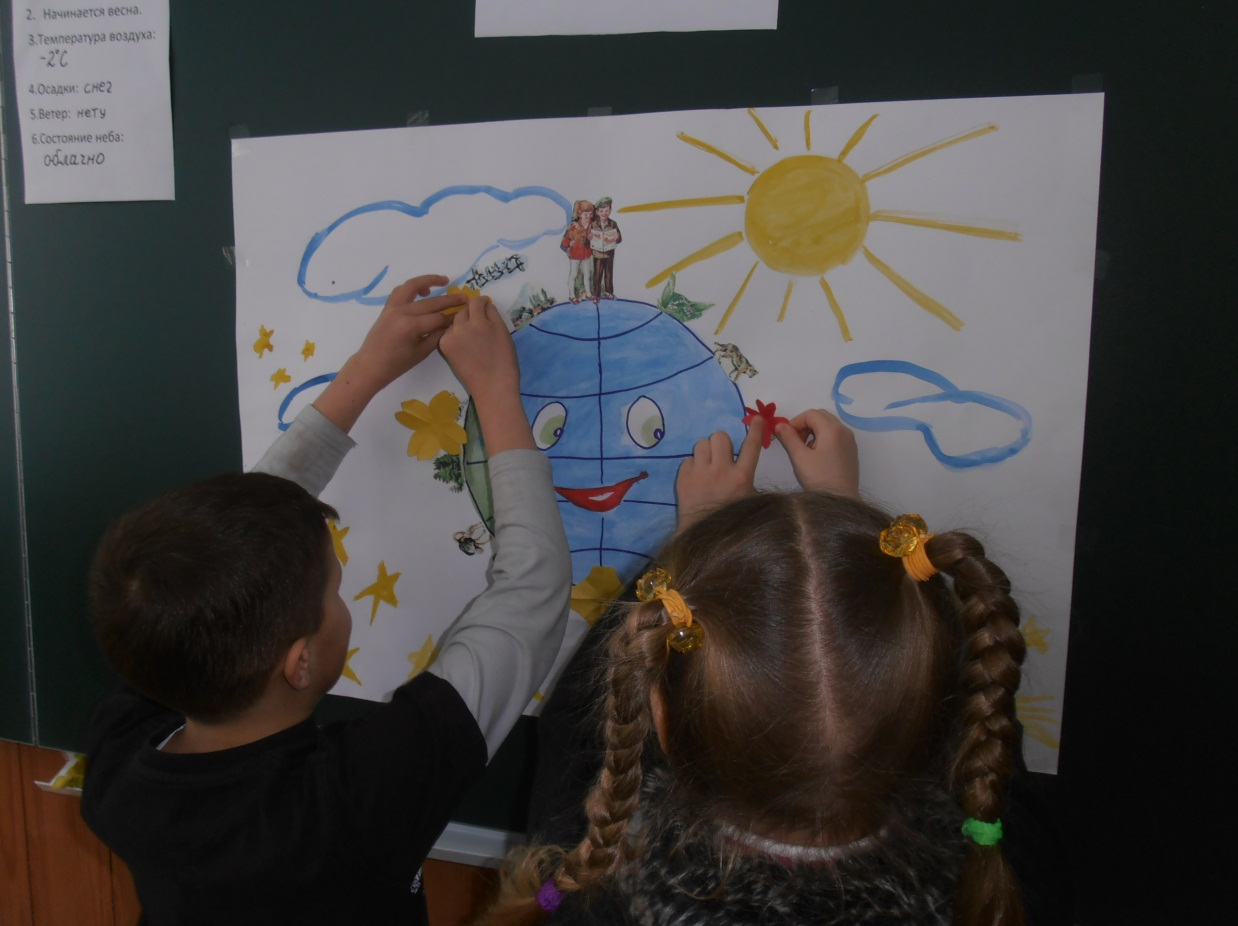 2. Начинается весна.
3.Температура воздуха:
-2°C
4.Осадки: снег
5.Ветер: нету
6.Состояние неба:
облачно